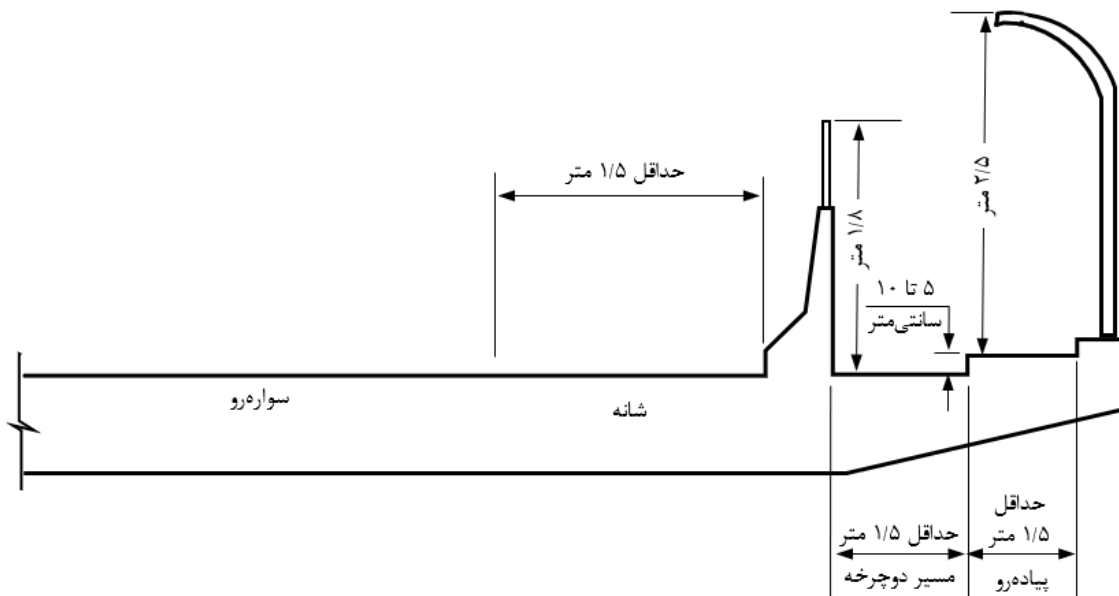 ۲/۵ متر
حداقل ۱/۵ متر
۱/۸ متر
۵ تا ۱۰
سانتی‌متر
سواره‌رو
شانه
حداقل
۱/۵ متر
پیاده‌رو
حداقل ۱/۵ متر
مسیر دوچرخه